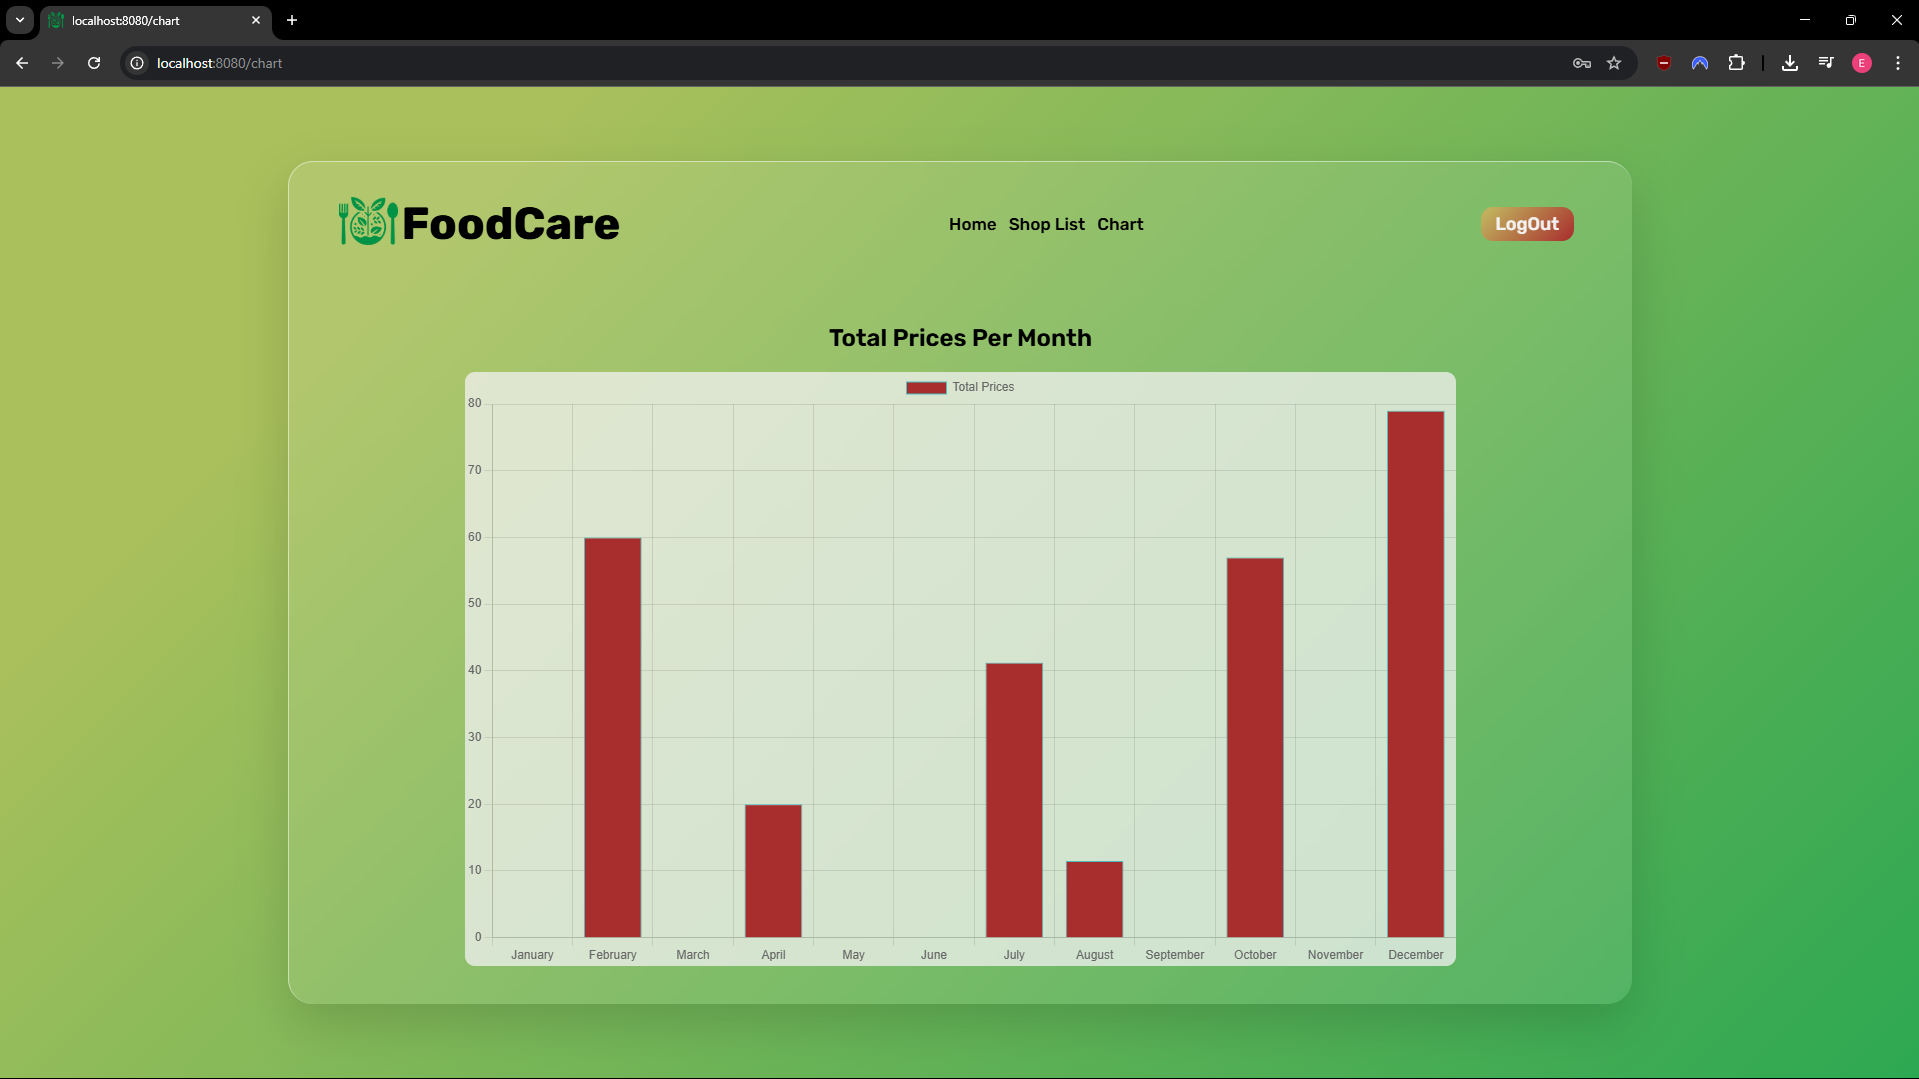 localhost:8080/chart
localhost:8080/chart
E
FoodCare
Home Shop List Chart
LogOut
Total Prices Per Month
Total Prices
80
70
60
50
40
30
20
10
0
January February March April May June July August September October November December